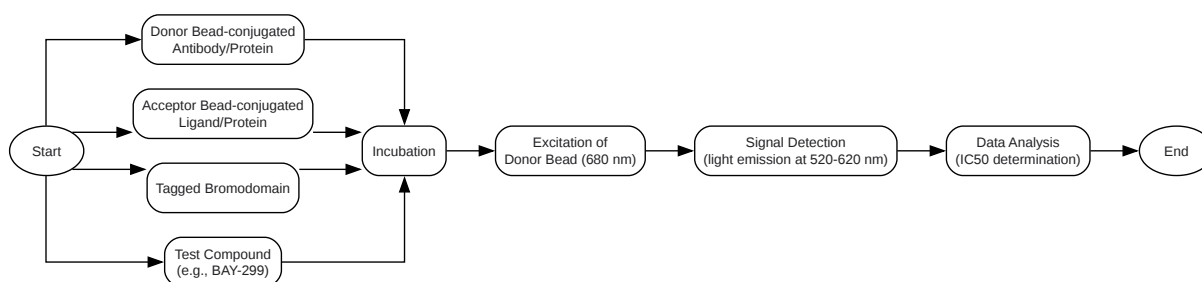 Start
Donor Bead-conjugated
Antibody/Protein
Acceptor Bead-conjugated
Ligand/Protein
Tagged Bromodomain
Test Compound
(e.g., BAY-299)
Incubation
Excitation of
Donor Bead (680 nm)
Signal Detection
(light emission at 520-620 nm)
Data Analysis
(IC50 determination)
End